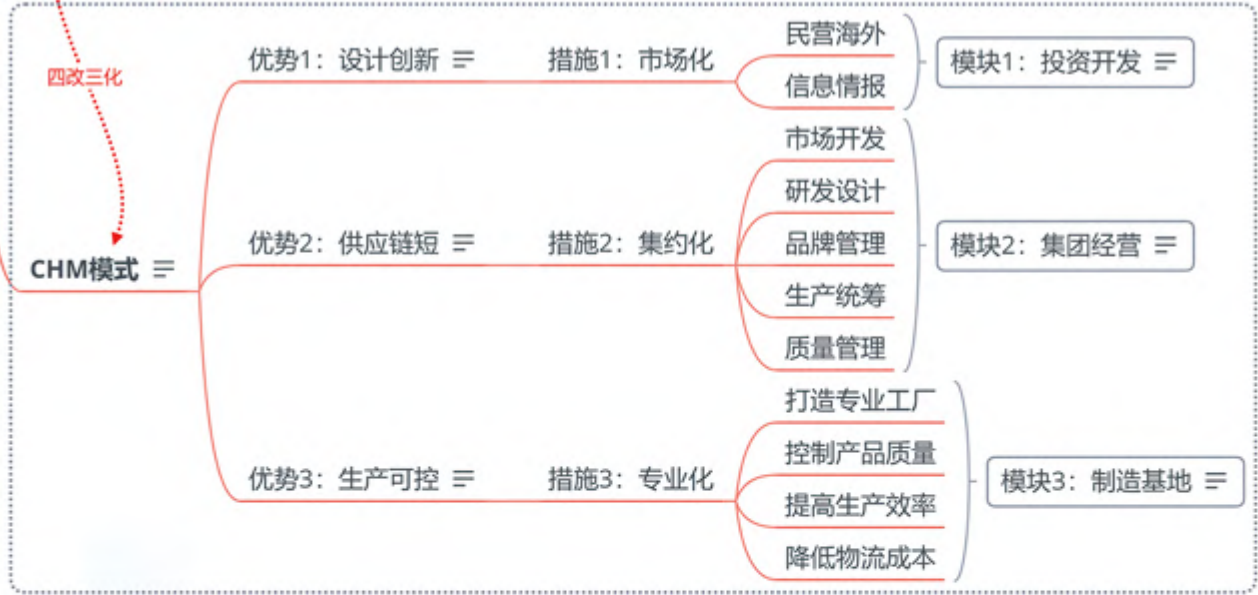 四改三化
CHM模式
优势1：设计创新
措施1：市场化
民营海外
信息情报
模块1：投资开发
优势2：供应链短
措施2：集约化
市场开发
研发设计
品牌管理
生产统筹
质量管理
模块2：集团经营
优势3：生产可控
措施3：专业化
打造专业工厂
控制产品质量
提高生产效率
降低物流成本
模块3：制造基地